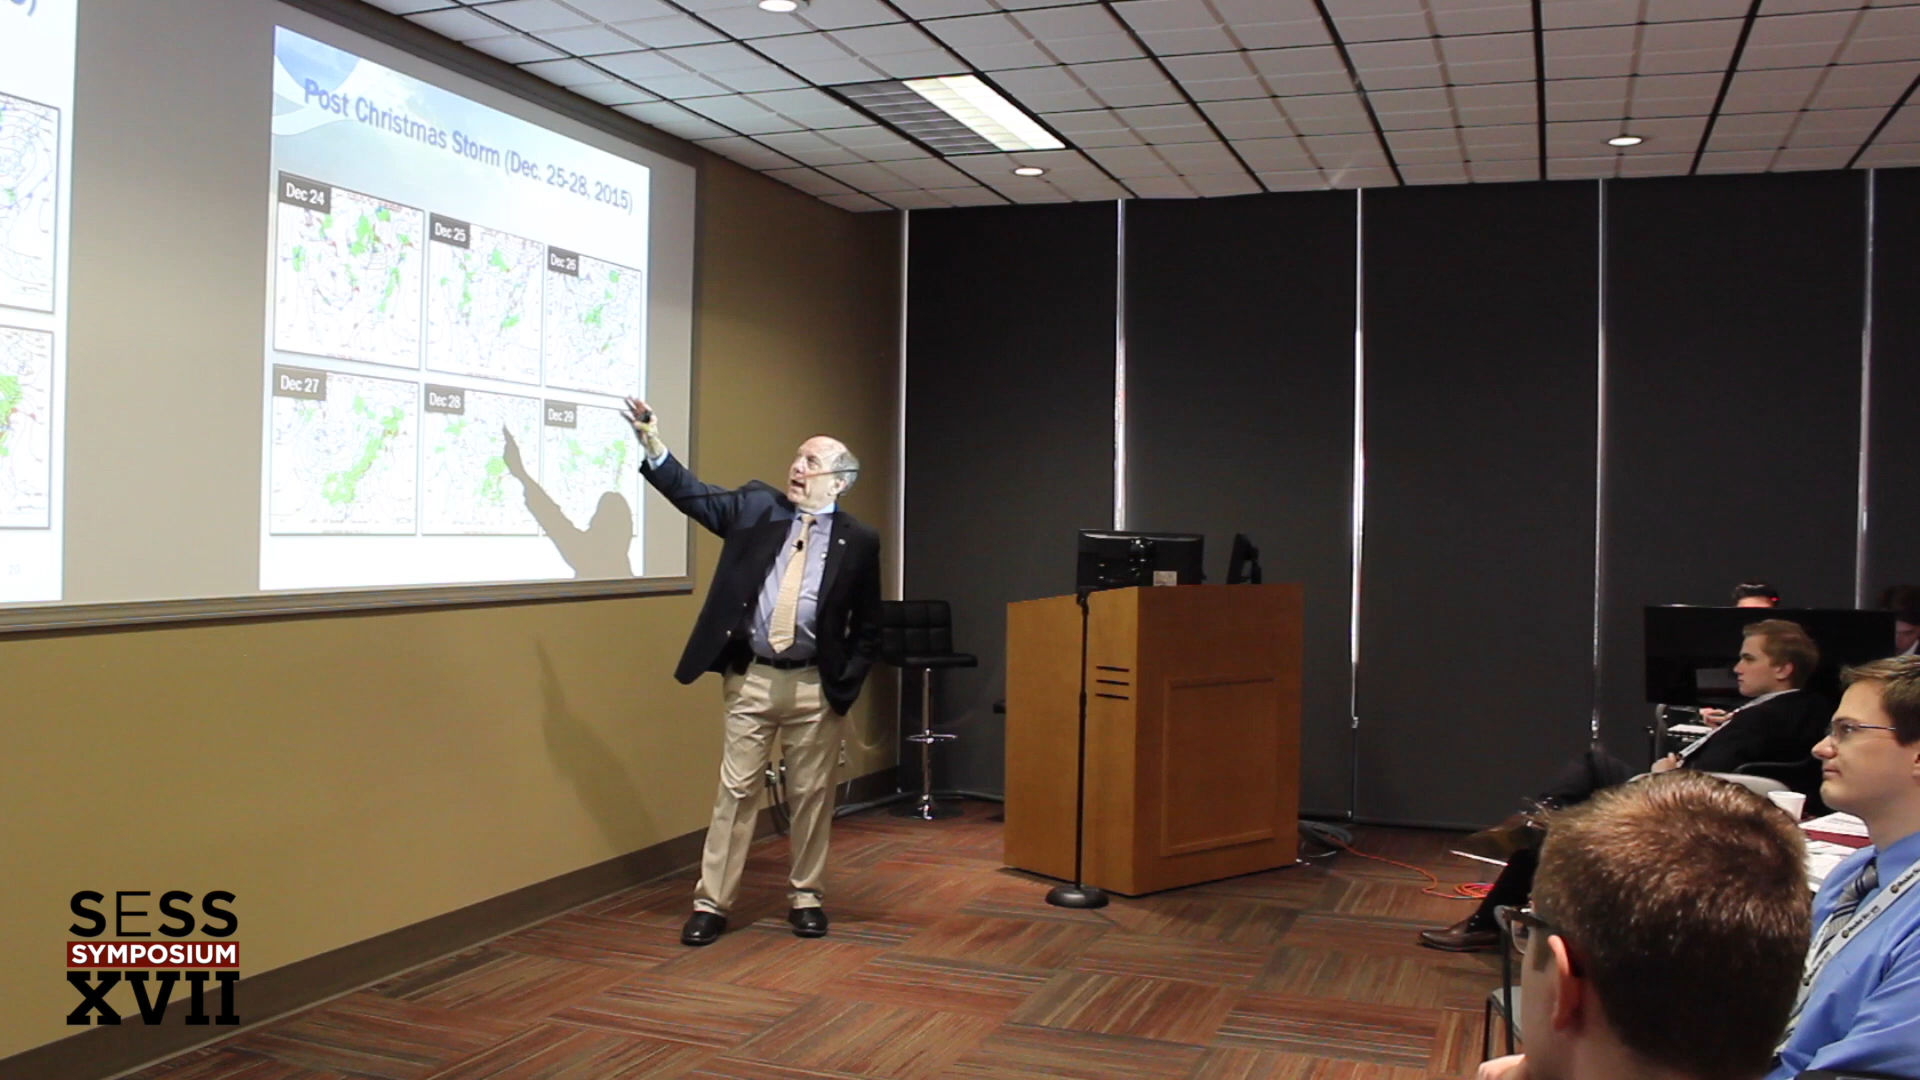 Post Christmas Storm (Dec. 25-28, 2015)
Dec 24
Dec 25
Dec 26
Dec 27
Dec 28
Dec 29
SESS
SYMPOSIUM
XVII